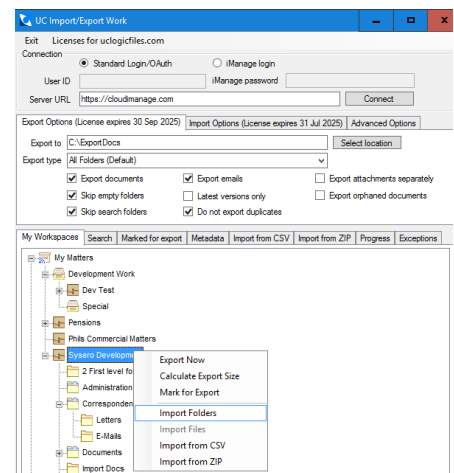 UC Import/Export Work
Exit Licenses for uclogicfiles.com
Connection
Standard Login/OAuth iManage login
User ID iManage password
Server URL https://cloudimanage.com Connect
Export Options (License expires 30 Sep 2025) Import Options (License expires 31 Jul 2025) Advanced Options
Export to C:\ExportDocs Select location
Export type All Folders (Default)
Export documents Export emails Export attachments separately
Skip empty folders Latest versions only Export orphaned documents
Skip search folders Do not export duplicates
My Workspaces Search Marked for export Metadata Import from CSV Import from ZIP Progress Exceptions
My Matters
Development Work
Dev Test
Special
Pensions
Phils Commercial Matters
Sysero Developme
Export Now
2 First level fo
Calculate Export Size
Administration
Mark for Export
Corresponden
Import Folders
Letters
Import Files
E-Mails
Import from CSV
Documents
Import from ZIP
Import Docs